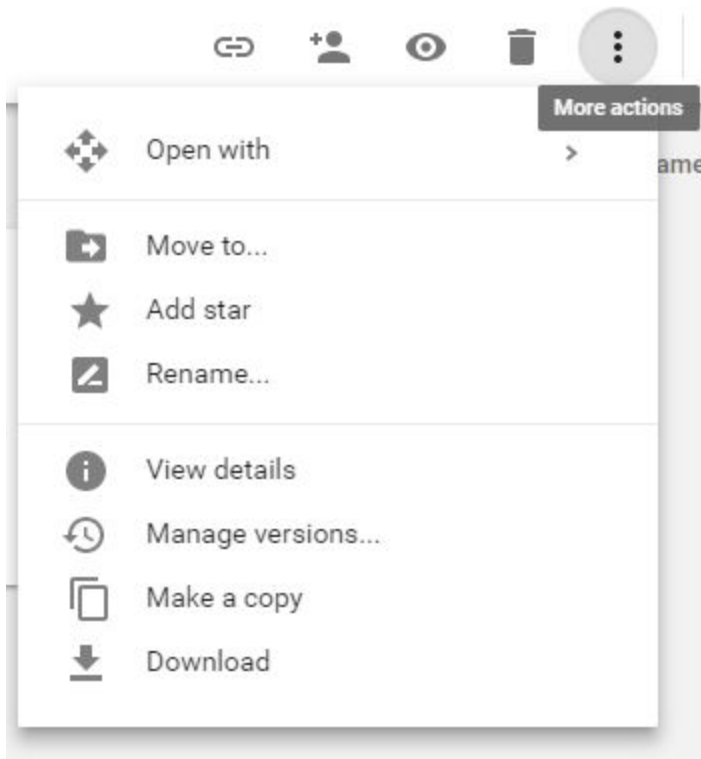 More actions
Open with
Move to...
Add star
Rename...
View details
Manage versions...
Make a copy
Download